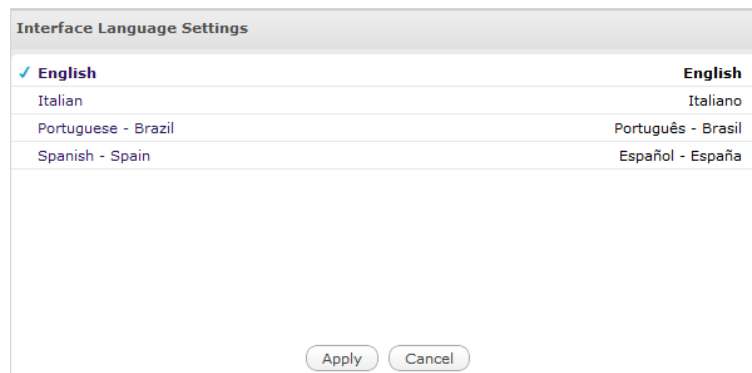 Interface Language Settings
English English
Italian Italiano
Portuguese - Brazil Português - Brasil
Spanish - Spain Español - España
Apply Cancel